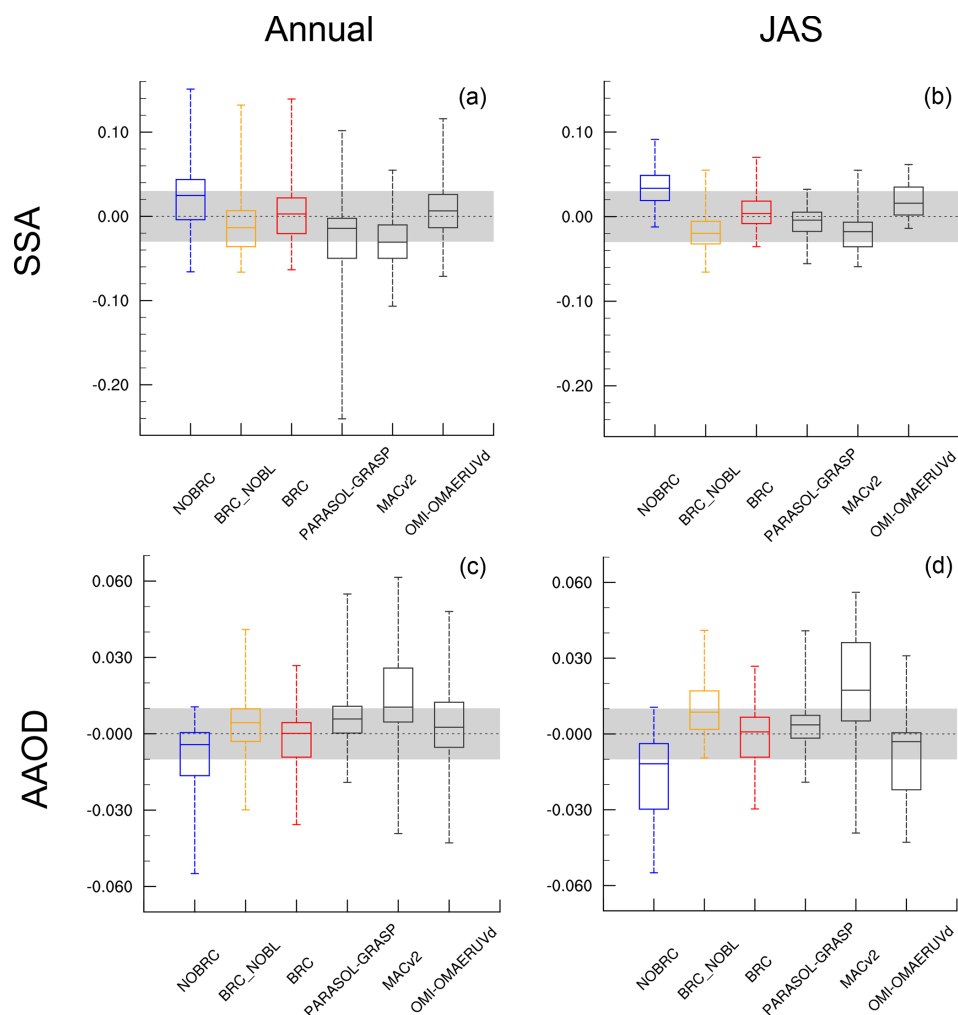 Annual
JAS
SSA
(a)
0.10
0.00
-0.10
-0.20
NOBRC
BRC_NOBL
BRC
PARASOL-GRASP
MACv2
OMI-OMAERUVd
(b)
0.10
0.00
-0.10
-0.20
NOBRC
BRC_NOBL
BRC
PARASOL-GRASP
MACv2
OMI-OMAERUVd
AAOD
(c)
0.060
0.030
-0.000
-0.030
-0.060
NOBRC
BRC_NOBL
BRC
PARASOL-GRASP
MACv2
OMI-OMAERUVd
(d)
0.060
0.030
-0.000
-0.030
-0.060
NOBRC
BRC_NOBL
BRC
PARASOL-GRASP
MACv2
OMI-OMAERUVd